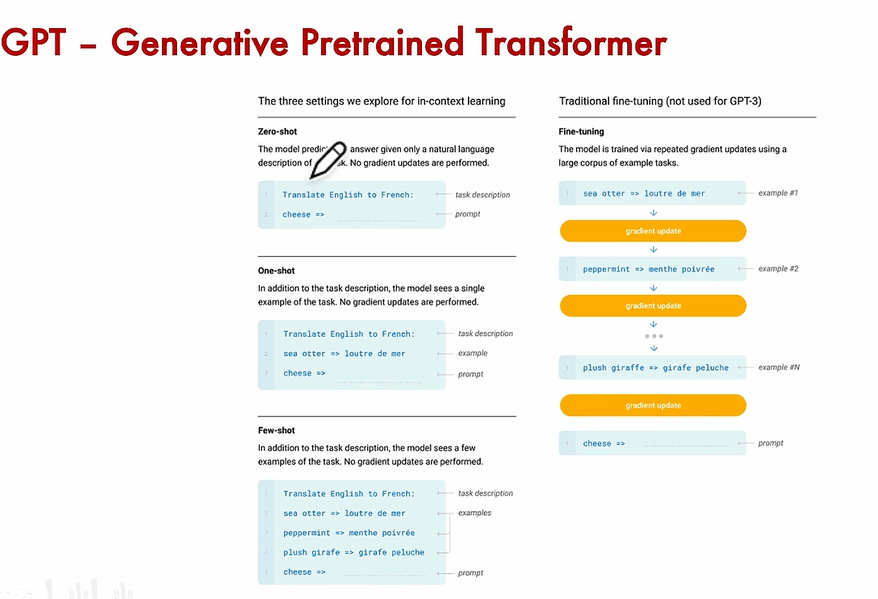 GPT – Generative Pretrained Transformer
The three settings we explore for in-context learning
Zero-shot
The model answer given only a natural language
description of No gradient updates are performed.
1 Translate English to French: task description
2 cheese => prompt
One-shot
In addition to the task description, the model sees a single
example of the task. No gradient updates are performed.
1 Translate English to French: task description
2 sea otter => loutre de mer example
3 cheese => prompt
Few-shot
In addition to the task description, the model sees a few
examples of the task. No gradient updates are performed.
1 Translate English to French: task description
2 sea otter => loutre de mer examples
3 peppermint => menthe poivrée
4 plush girafe => girafe peluche
5 cheese => prompt
Traditional fine-tuning (not used for GPT-3)
Fine-tuning
The model is trained via repeated gradient updates using a
large corpus of example tasks.
1 sea otter => loutre de mer example #1
gradient update
1 peppermint => menthe poivrée example #2
gradient update
1 plush giraffe => girafe peluche example #N
gradient update
1 cheese => prompt